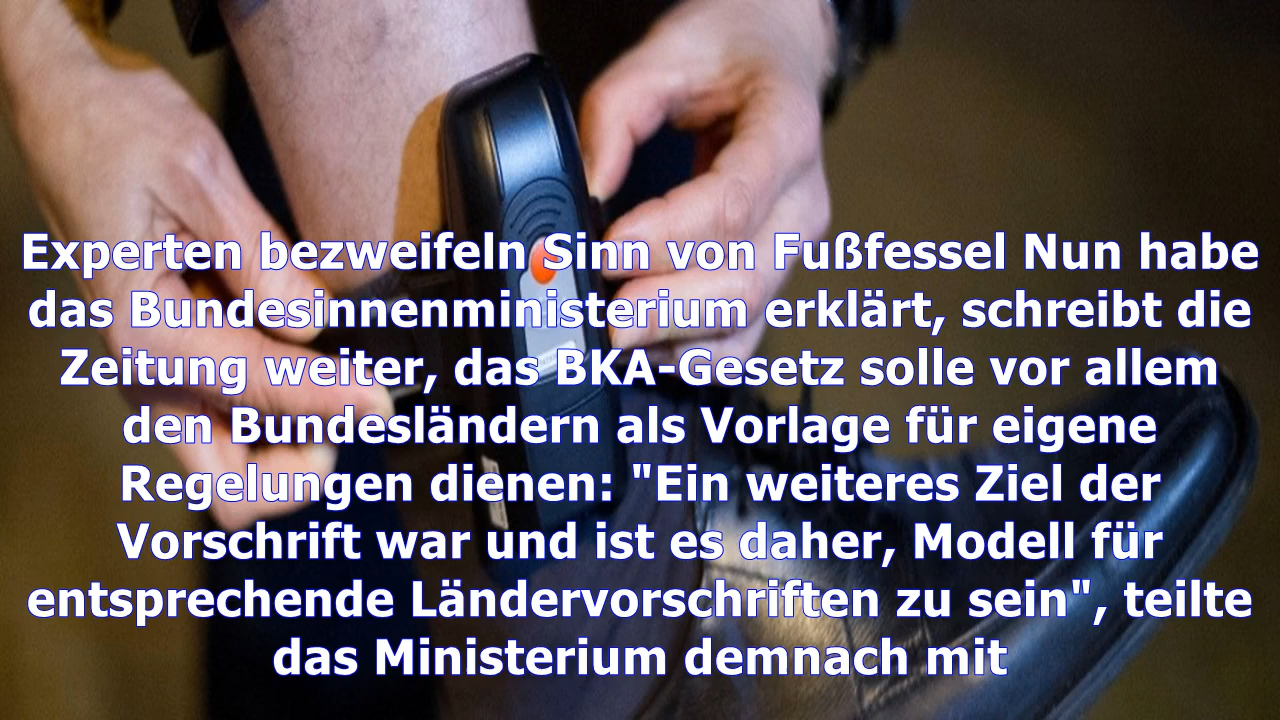 Experten bezweifeln Sinn von Fußfessel Nun habe
das Bundesinnenministerium erklärt, schreibt die
Zeitung weiter, das BKA-Gesetz solle vor allem
den Bundesländern als Vorlage für eigene
Regelungen dienen: "Ein weiteres Ziel der
Vorschrift war und ist es daher, Modell für
entsprechende Ländervorschriften zu sein", teilte
das Ministerium demnach mit